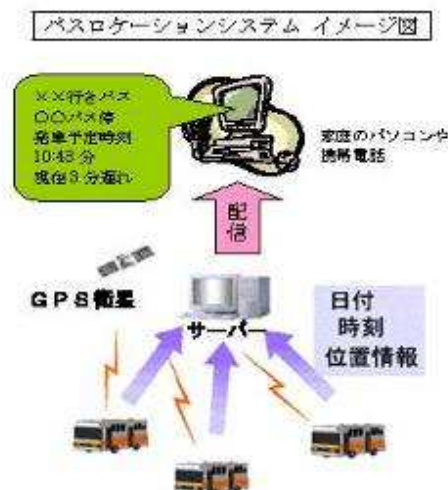 バスロケーションシステム イメージ図
××行きバス
○○バス停
発車予定時刻
10:43 分
現在3分遅れ
家庭のパソコンや
携帯電話
配
信
GPS衛星
サーバー
日付
時刻
位置情報